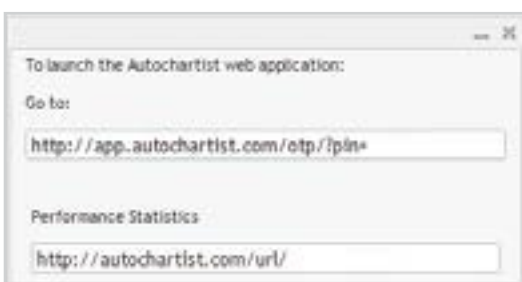 To launch the Autochartist web application:
Go to:
http://app.autochartist.com/otp/?pin=
Performance Statistics
http://autochartist.com/url/